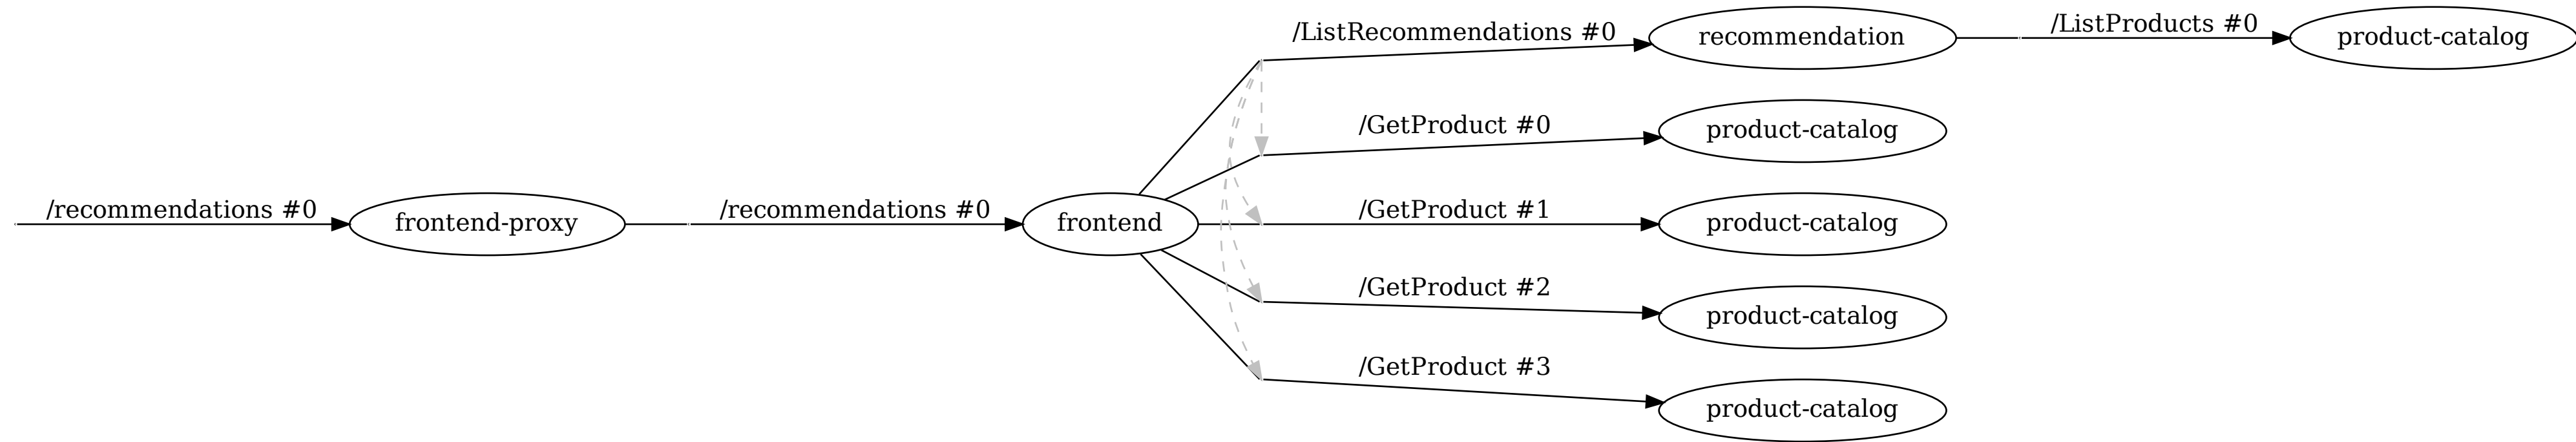 /recommendations #0
frontend-proxy
/recommendations #0
frontend
/ListRecommendations #0
recommendation
/ListProducts #0
product-catalog
/GetProduct #0
product-catalog
/GetProduct #1
product-catalog
/GetProduct #2
product-catalog
/GetProduct #3
product-catalog